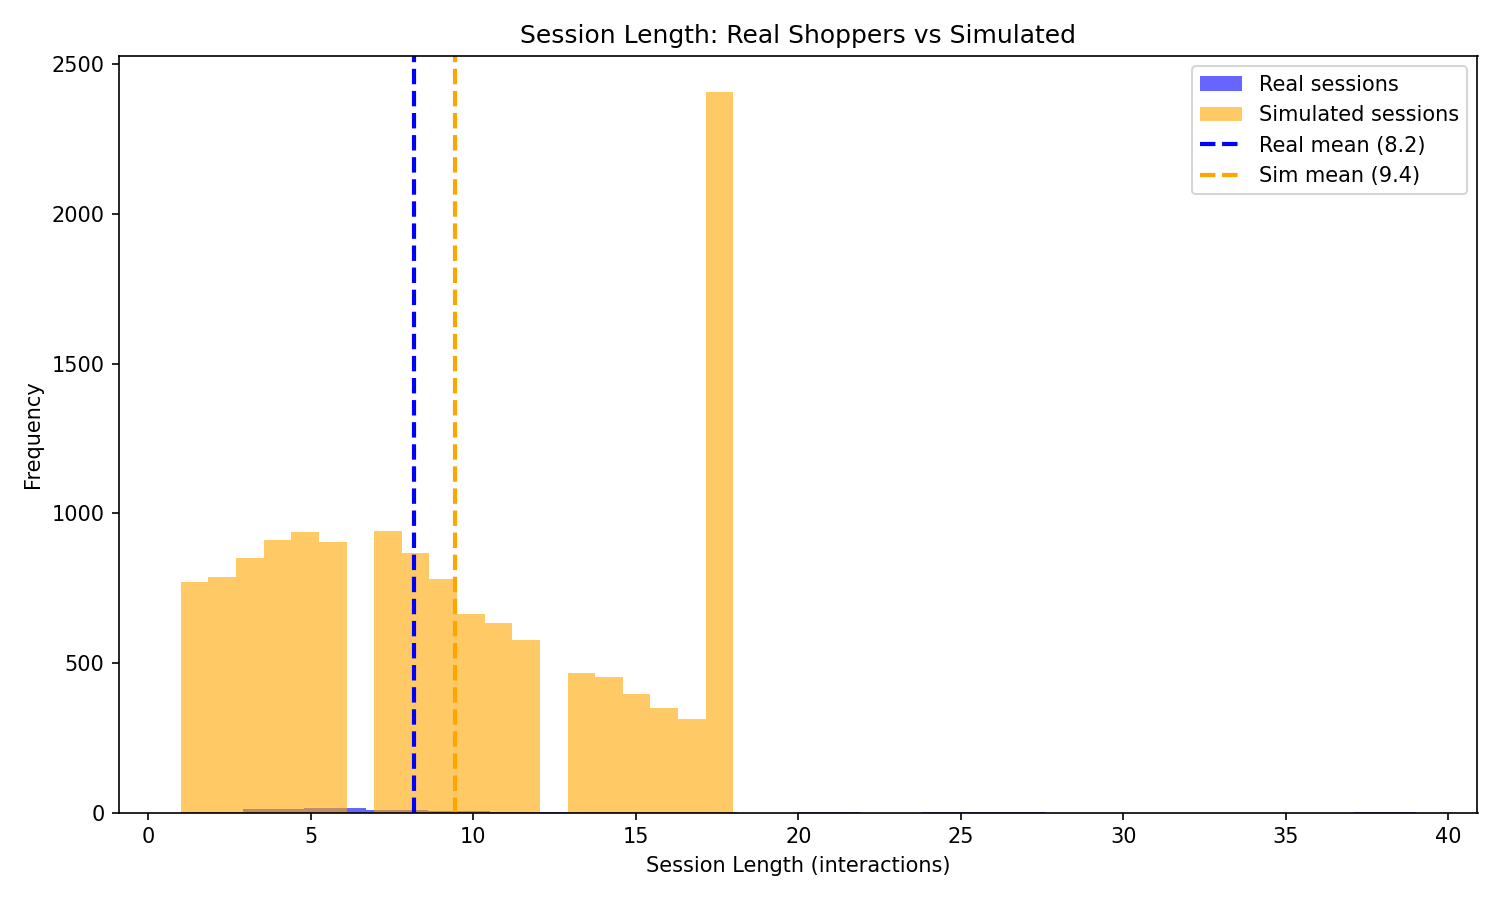 Session Length: Real Shoppers vs Simulated
Real sessions
Simulated sessions
Real mean (8.2)
Sim mean (9.4)
Frequency
2500
2000
1500
1000
500
0
0 5 10 15 20 25 30 35 40
Session Length (interactions)